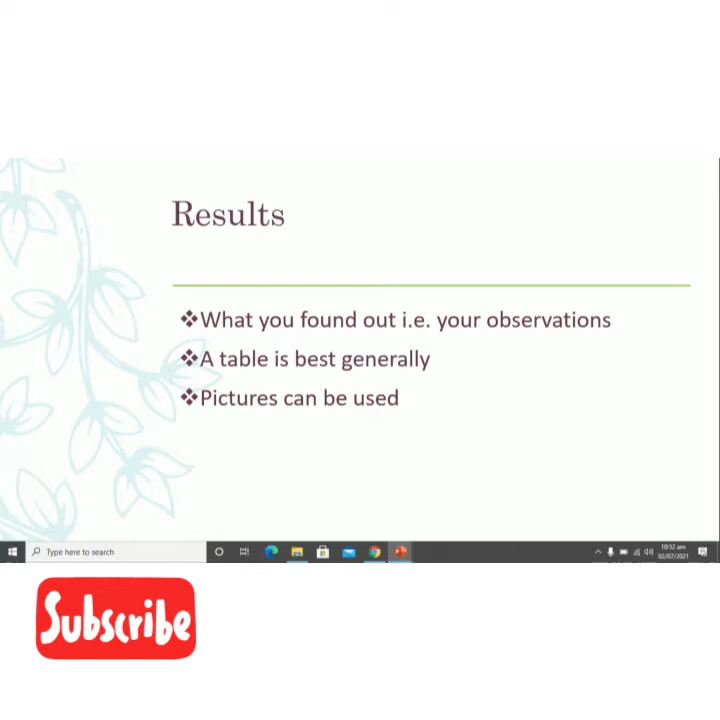 Results
What you found out i.e. your observations
A table is best generally
Pictures can be used
Type here to search
10:52 am
02/07/2021
Subscribe